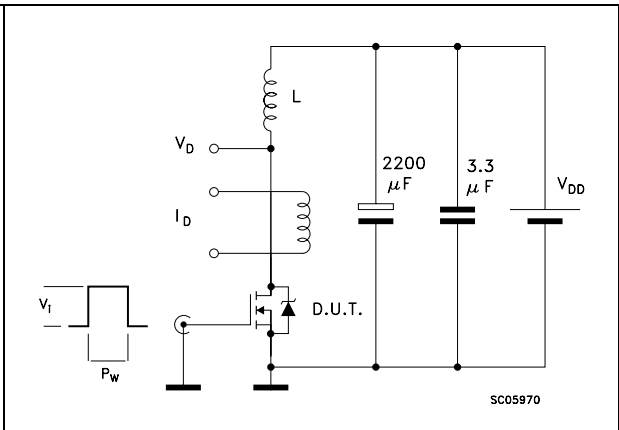 L
V_D
2200
μF
3.3
μF
V_DD
I_D
V_i
D.U.T.
P_W
SC05970